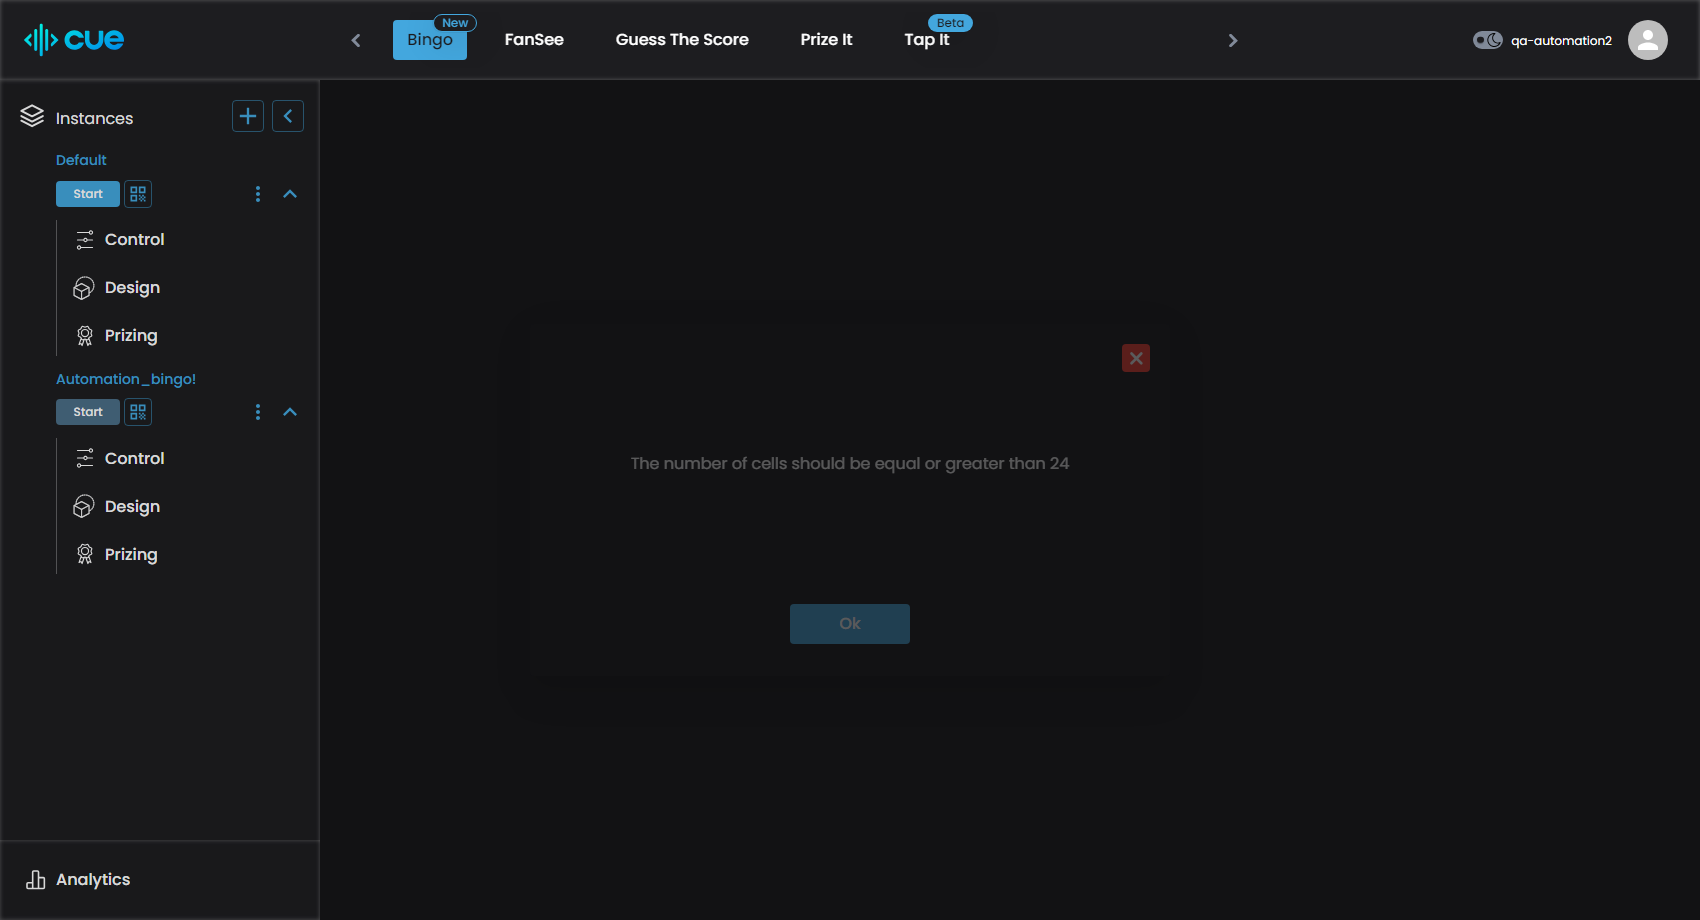 cue
Bingo
New
FanSee
Guess The Score
Prize It
Tap It
Beta
qa-automation2
Instances
Default
Start
Control
Design
Prizing
Automation_bingo!
Start
Control
Design
Prizing
The number of cells should be equal or greater than 24
Ok
Analytics